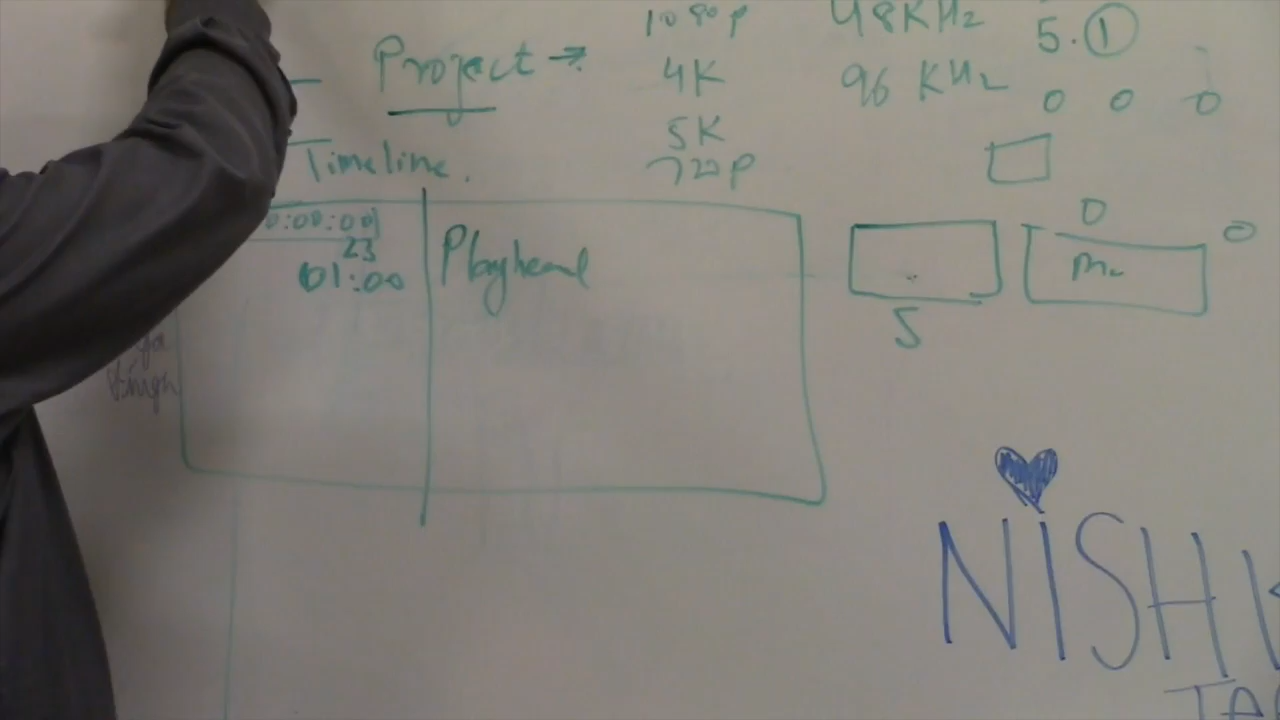 1080p 48KHz 5.1
Project → 4K 96 KHz
5K
Timeline. 720p
0:00:00
23
01:00
Playhead
S
NiSH